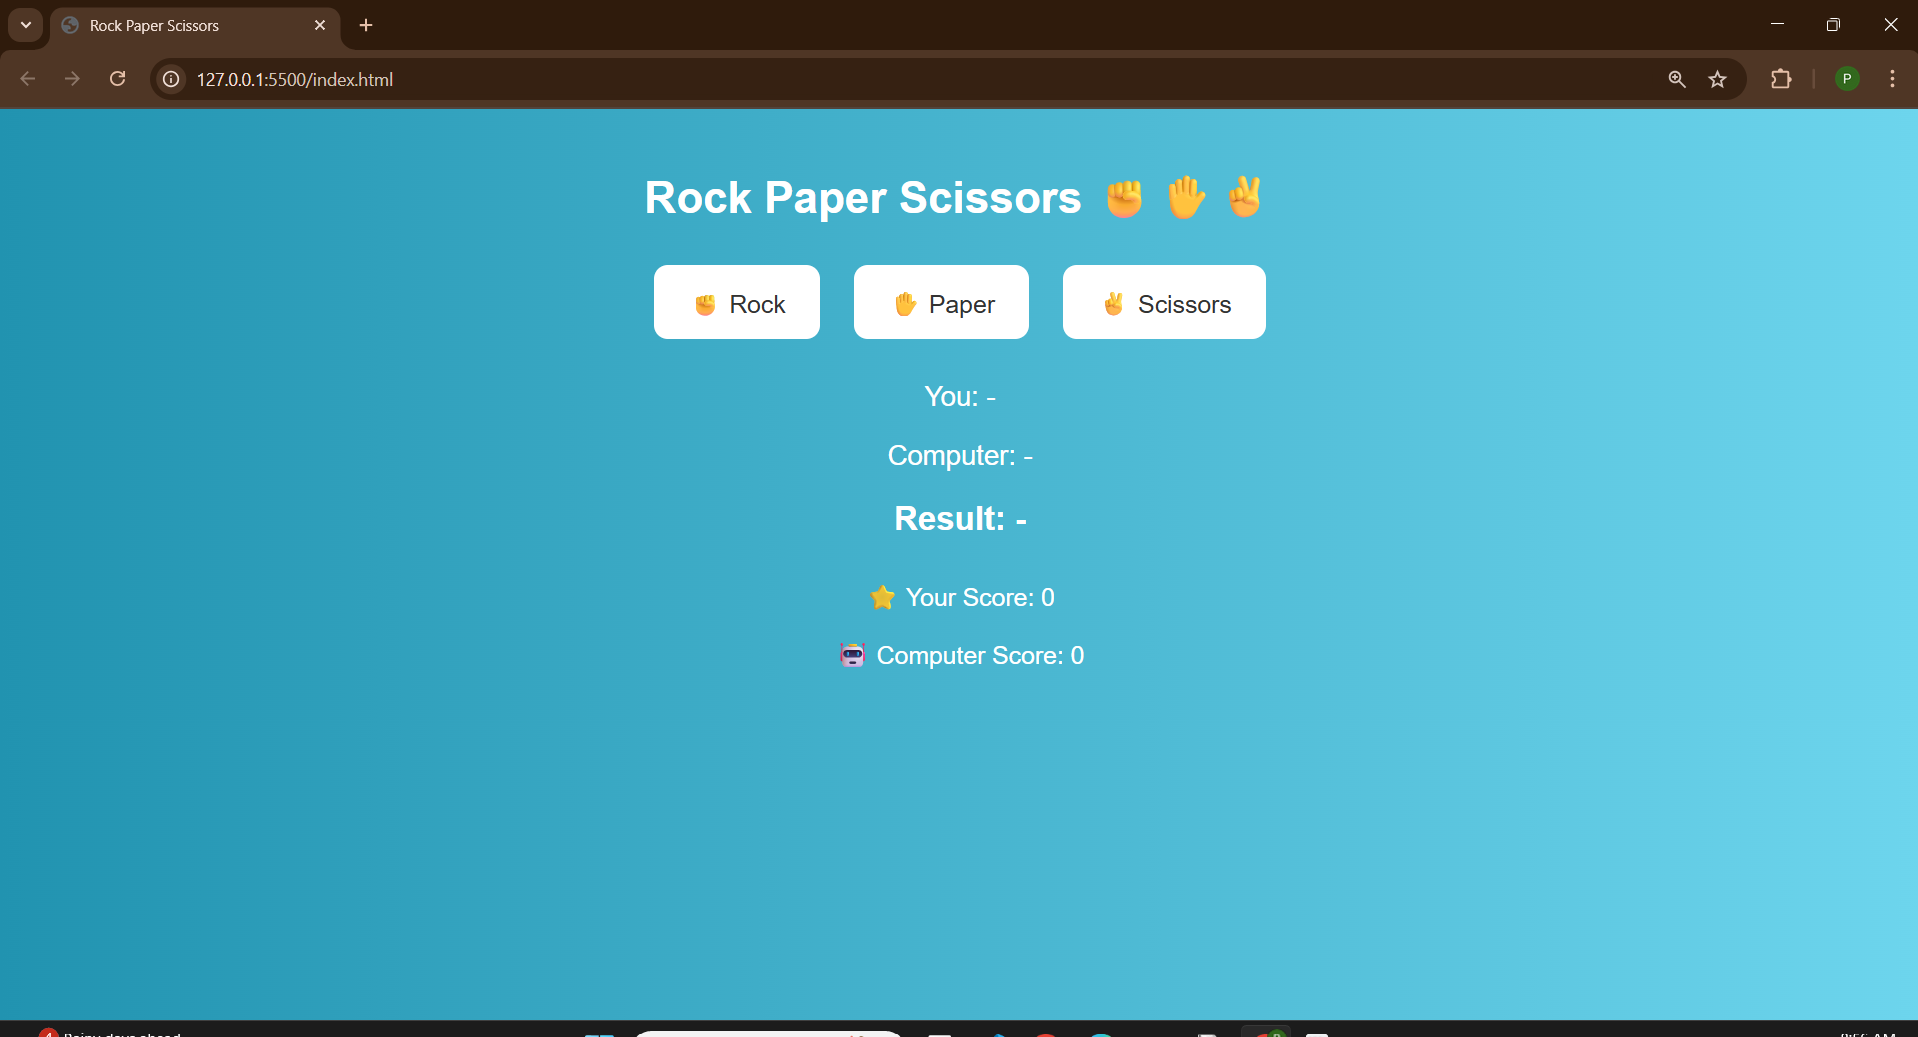 Rock Paper Scissors
127.0.0.1:5500/index.html
P
Rock Paper Scissors ✊ 🖐 ✌
✊ Rock
🖐 Paper
✌ Scissors
You: -
Computer: -
Result: -
⭐ Your Score: 0
🤖 Computer Score: 0